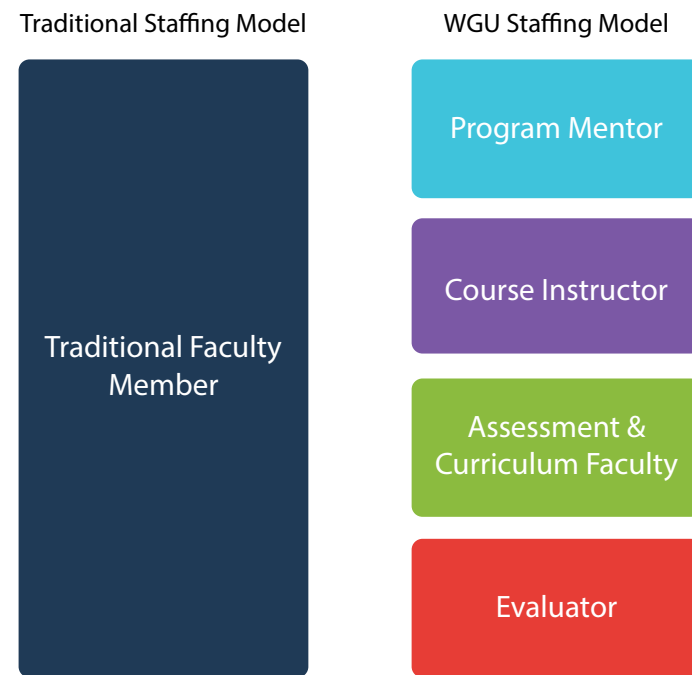 Traditional Staffing Model
WGU Staffing Model
Traditional Faculty
Member
Program Mentor
Course Instructor
Assessment &
Curriculum Faculty
Evaluator